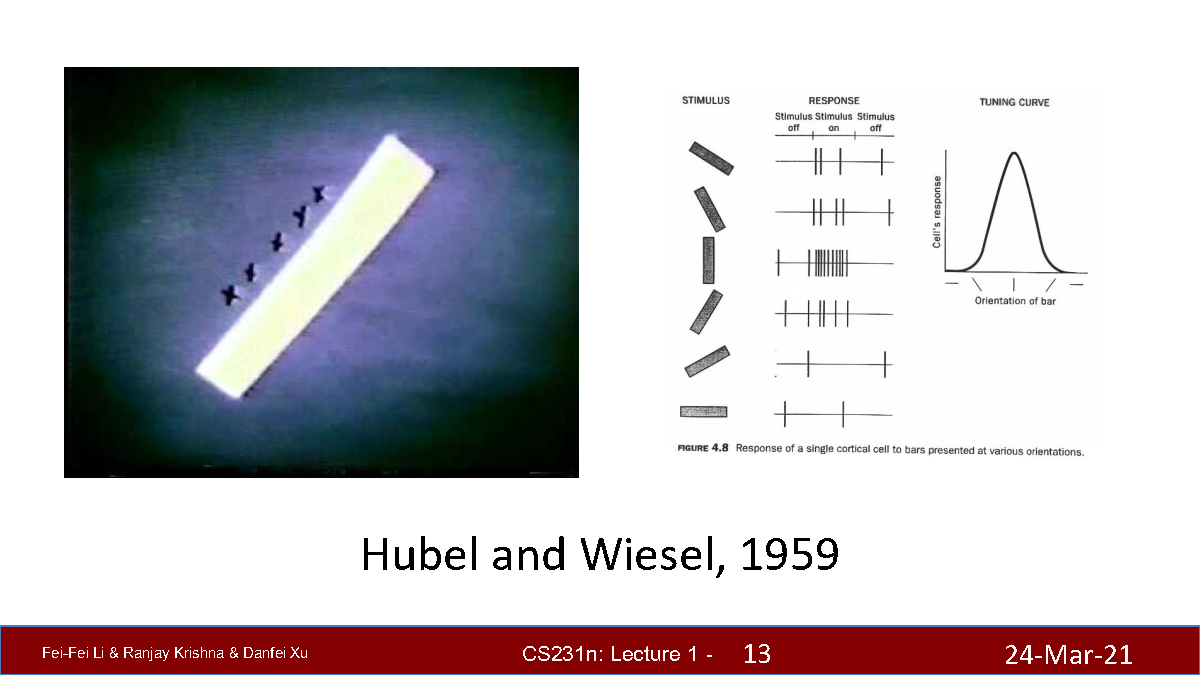 STIMULUS
RESPONSE
TUNING CURVE
Stimulus Stimulus Stimulus
off on off
Cell's response
Orientation of bar
FIGURE 4.8 Response of a single cortical cell to bars presented at various orientations.
Hubel and Wiesel, 1959
Fei-Fei Li & Ranjay Krishna & Danfei Xu
CS231n: Lecture 1 - 13
24-Mar-21